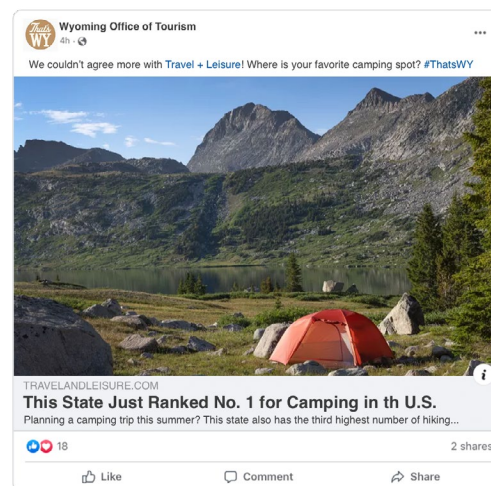 That's
WY
Wyoming Office of Tourism
4h ·
We couldn't agree more with Travel + Leisure! Where is your favorite camping spot? #ThatsWY
i
TRAVELANDLEISURE.COM
This State Just Ranked No. 1 for Camping in th U.S.
Planning a camping trip this summer? This state also has the third highest number of hiking...
18
2 shares
Like
Comment
Share